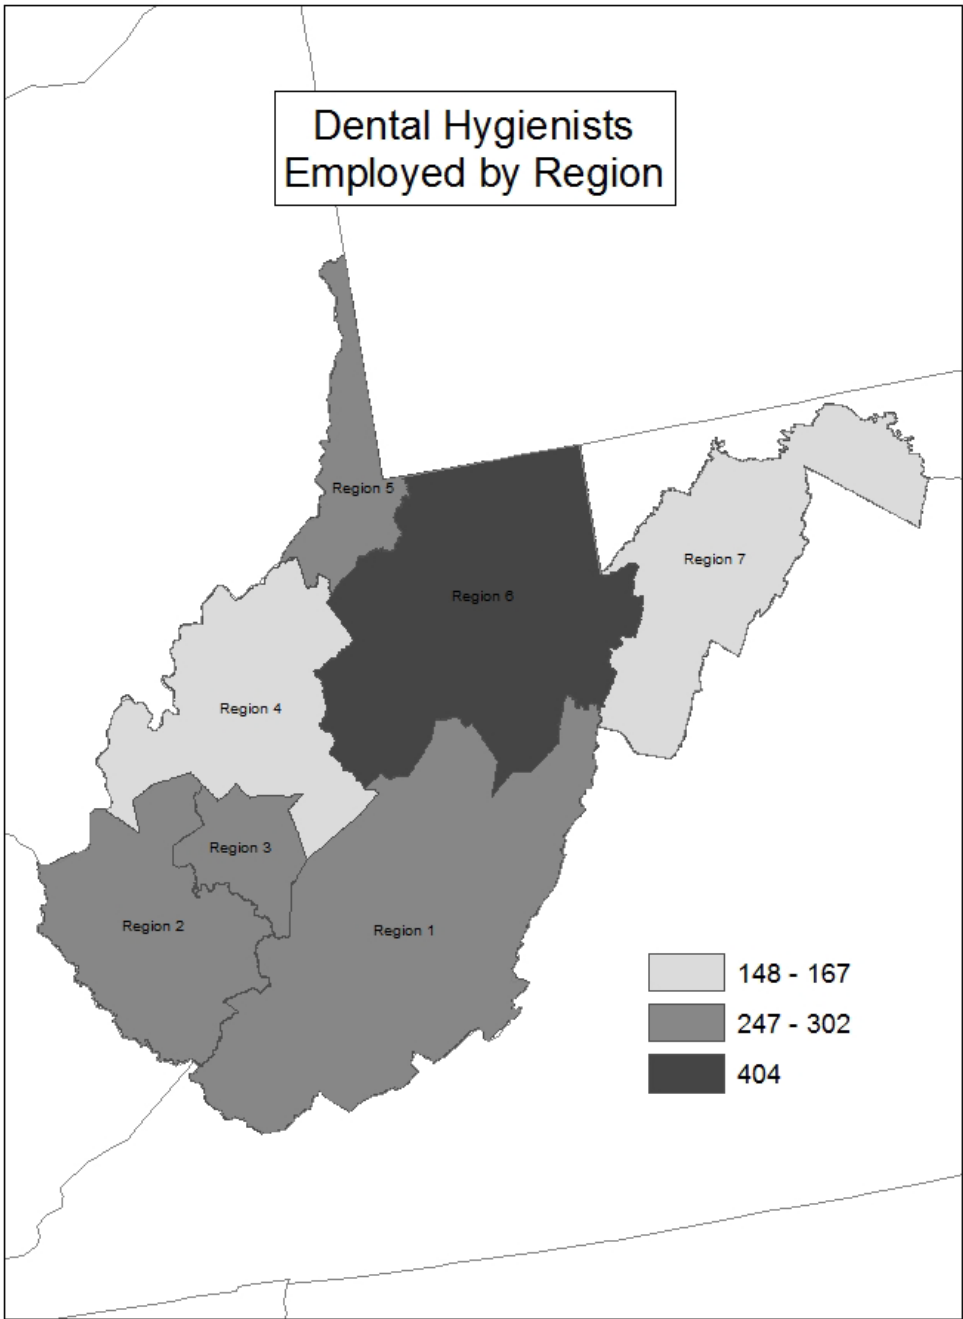 Dental Hygienists
Employed by Region
Region 5
Region 7
Region 6
Region 4
Region 3
Region 2
Region 1
148 - 167
247 - 302
404